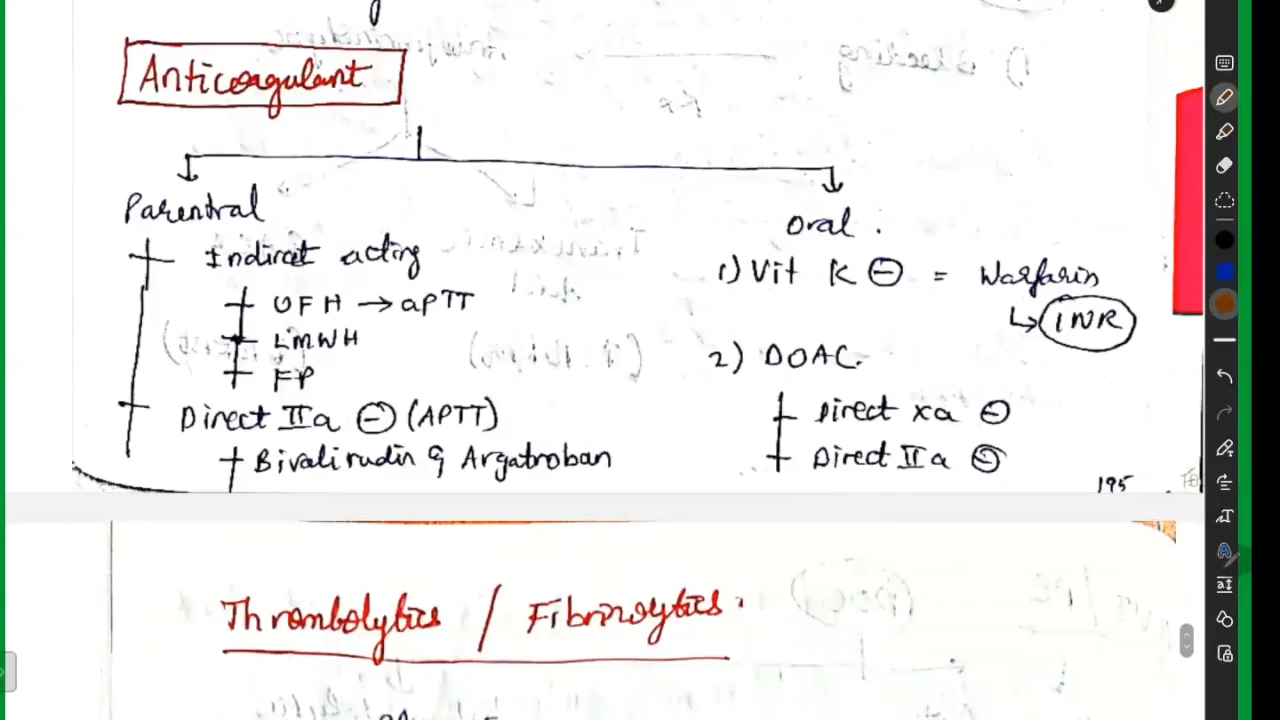 Anticoagulant
Parentral
Indirect acting
UFH → aPTT
LMWH
FP
Direct IIa ⊖ (APTT)
Bivalirudin & Argatroban
Oral :
1) Vit K ⊖ = Warfarin
↳ INR
2) DOAC.
Direct Xa ⊖
Direct IIa ⊖
195
Thrombolytics / Fibrinolytics.